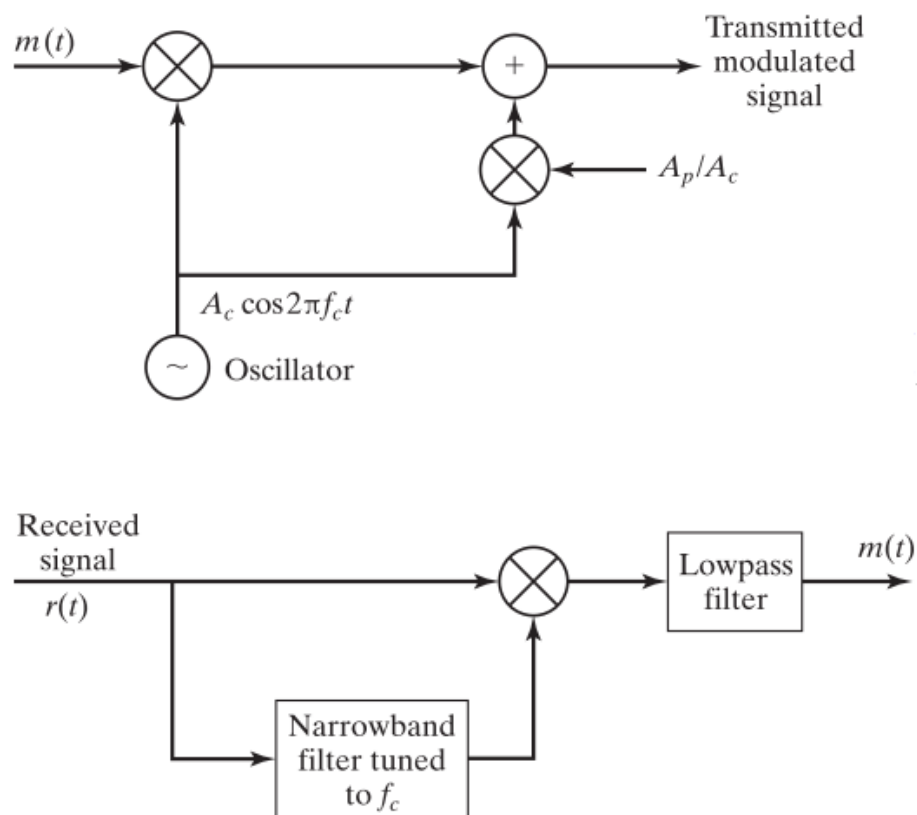 m(t)
Transmitted
modulated
signal
+
A_p/A_c
A_c cos2πf_ct
~
Oscillator
Received
signal
r(t)
Lowpass
filter
m(t)
Narrowband
filter tuned
to f_c